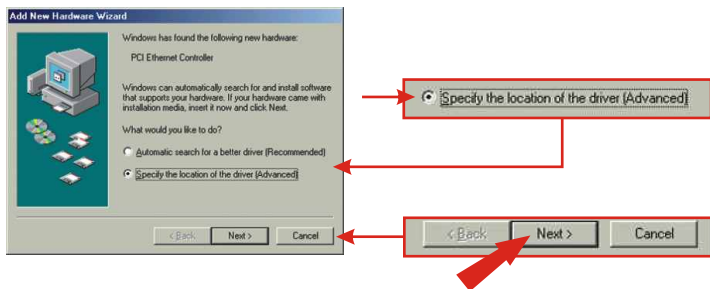 Add New Hardware Wizard
Windows has found the following new hardware:
PCI Ethernet Controller
Windows can automatically search for and install software
that supports your hardware. If your hardware came with
installation media, insert it now and click Next.
What would you like to do?
Automatic search for a better driver (Recommended)
Specify the location of the driver (Advanced)
< Back
Next >
Cancel
Specify the location of the driver (Advanced)
< Back
Next >
Cancel